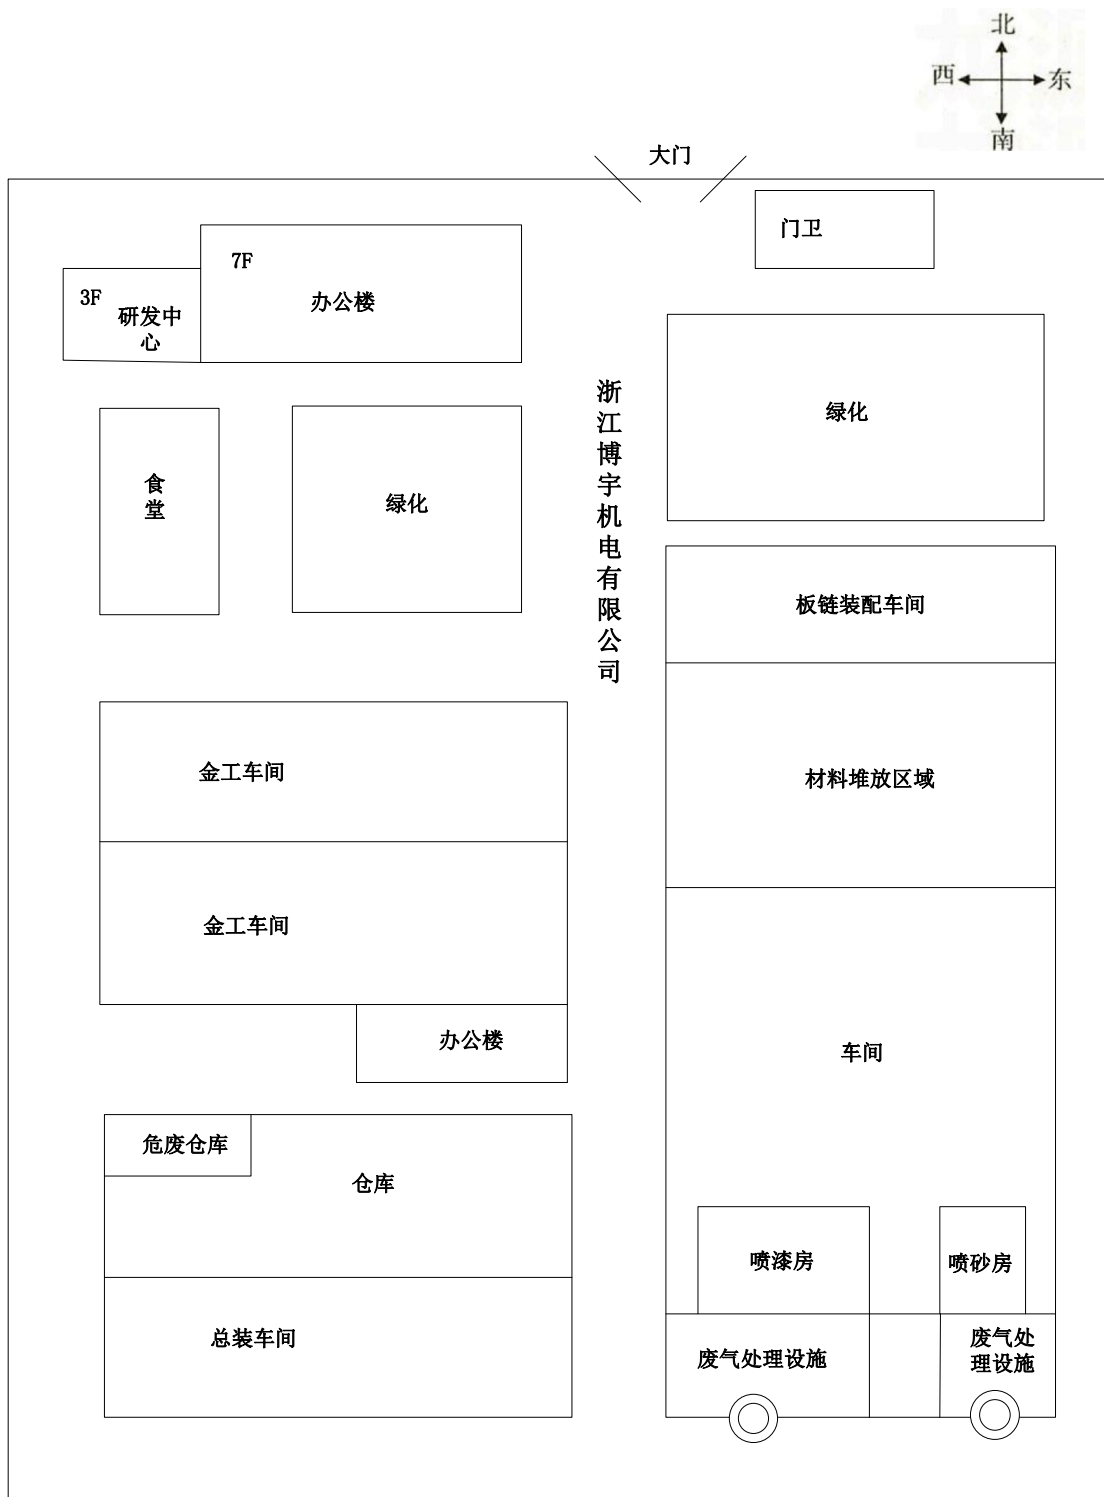 北
西
东
南
大门
门卫
7F
办公楼
3F
研发中
心
绿化
浙江博宇机电有限公司
食
堂
绿化
板链装配车间
金工车间
材料堆放区域
金工车间
办公楼
车间
危废仓库
仓库
喷漆房
喷砂房
总装车间
废气处理设施
废气处
理设施